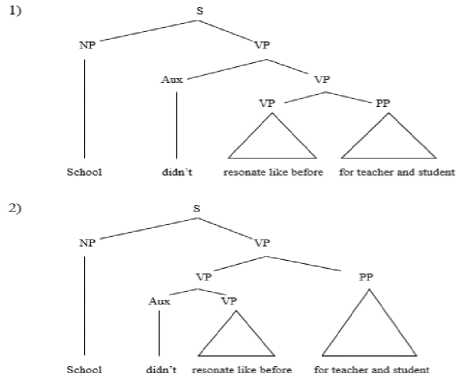 1)
S
NP VP
Aux VP
VP PP
School didn't resonate like before for teacher and student
2)
S
NP VP
VP PP
Aux VP
School didn't resonate like before for teacher and student